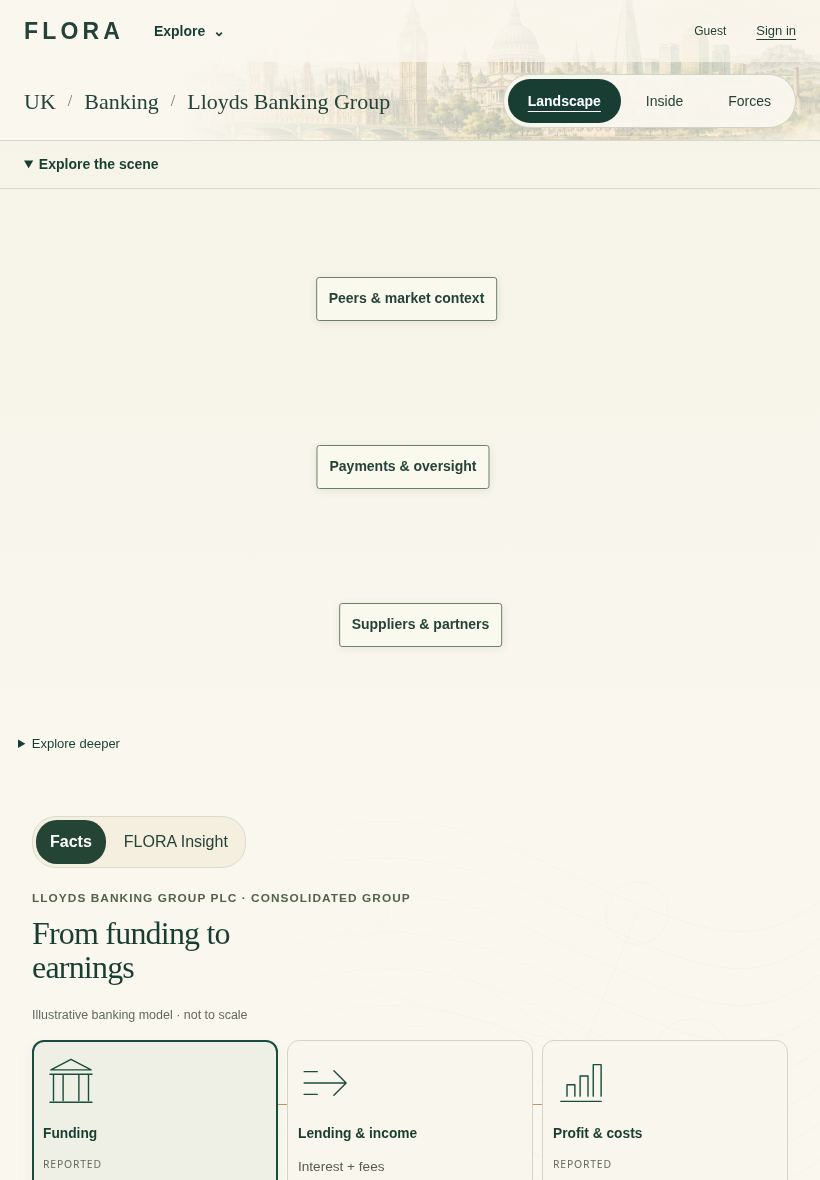 FLORA
Explore
Guest
Sign in
UK / Banking / Lloyds Banking Group
Landscape
Inside
Forces
Explore the scene
Peers & market context
Payments & oversight
Suppliers & partners
Explore deeper
Facts
FLORA Insight
LLOYDS BANKING GROUP PLC · CONSOLIDATED GROUP
From funding to
earnings
Illustrative banking model · not to scale
Funding
REPORTED
Lending & income
Interest + fees
Profit & costs
REPORTED